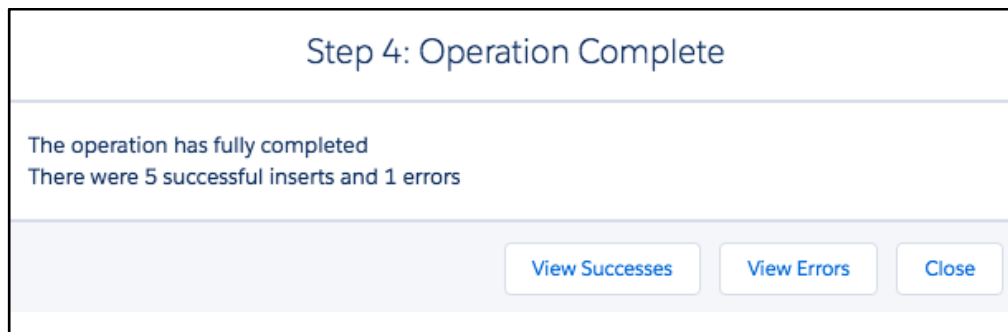 Step 4: Operation Complete
The operation has fully completed
There were 5 successful inserts and 1 errors
View Successes
View Errors
Close